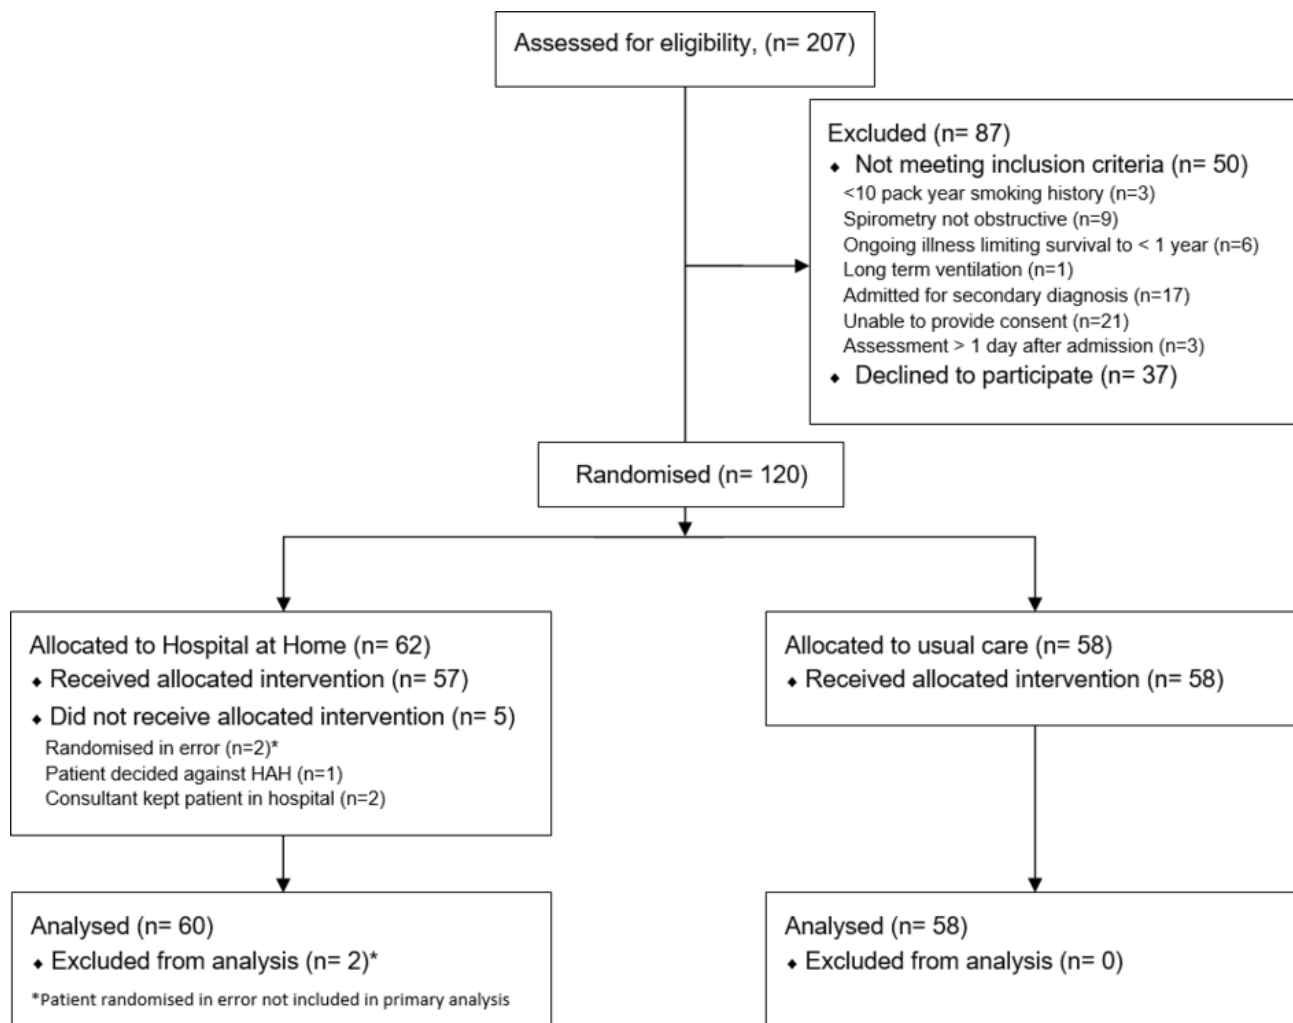 Assessed for eligibility, (n= 207)
Excluded (n= 87)
⬥ Not meeting inclusion criteria (n= 50)
<10 pack year smoking history (n=3)
Spirometry not obstructive (n=9)
Ongoing illness limiting survival to < 1 year (n=6)
Long term ventilation (n=1)
Admitted for secondary diagnosis (n=17)
Unable to provide consent (n=21)
Assessment > 1 day after admission (n=3)
⬥ Declined to participate (n= 37)
Randomised (n= 120)
Allocated to Hospital at Home (n= 62)
⬥ Received allocated intervention (n= 57)
⬥ Did not receive allocated intervention (n= 5)
Randomised in error (n=2)*
Patient decided against HAH (n=1)
Consultant kept patient in hospital (n=2)
Allocated to usual care (n= 58)
⬥ Received allocated intervention (n= 58)
Analysed (n= 60)
⬥ Excluded from analysis (n= 2)*
*Patient randomised in error not included in primary analysis
Analysed (n= 58)
⬥ Excluded from analysis (n= 0)